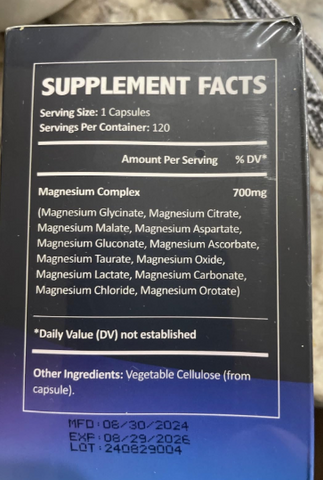 SUPPLEMENT FACTS
Serving Size: 1 Capsules
Servings Per Container: 120
Amount Per Serving % DV*
Magnesium Complex 700mg
(Magnesium Glycinate, Magnesium Citrate,
Magnesium Malate, Magnesium Aspartate,
Magnesium Gluconate, Magnesium Ascorbate,
Magnesium Taurate, Magnesium Oxide,
Magnesium Lactate, Magnesium Carbonate,
Magnesium Chloride, Magnesium Orotate)
*Daily Value (DV) not established
Other Ingredients: Vegetable Cellulose (from
capsule).
MFD:08/30/2024
EXP:08/29/2026
LOT:240829004